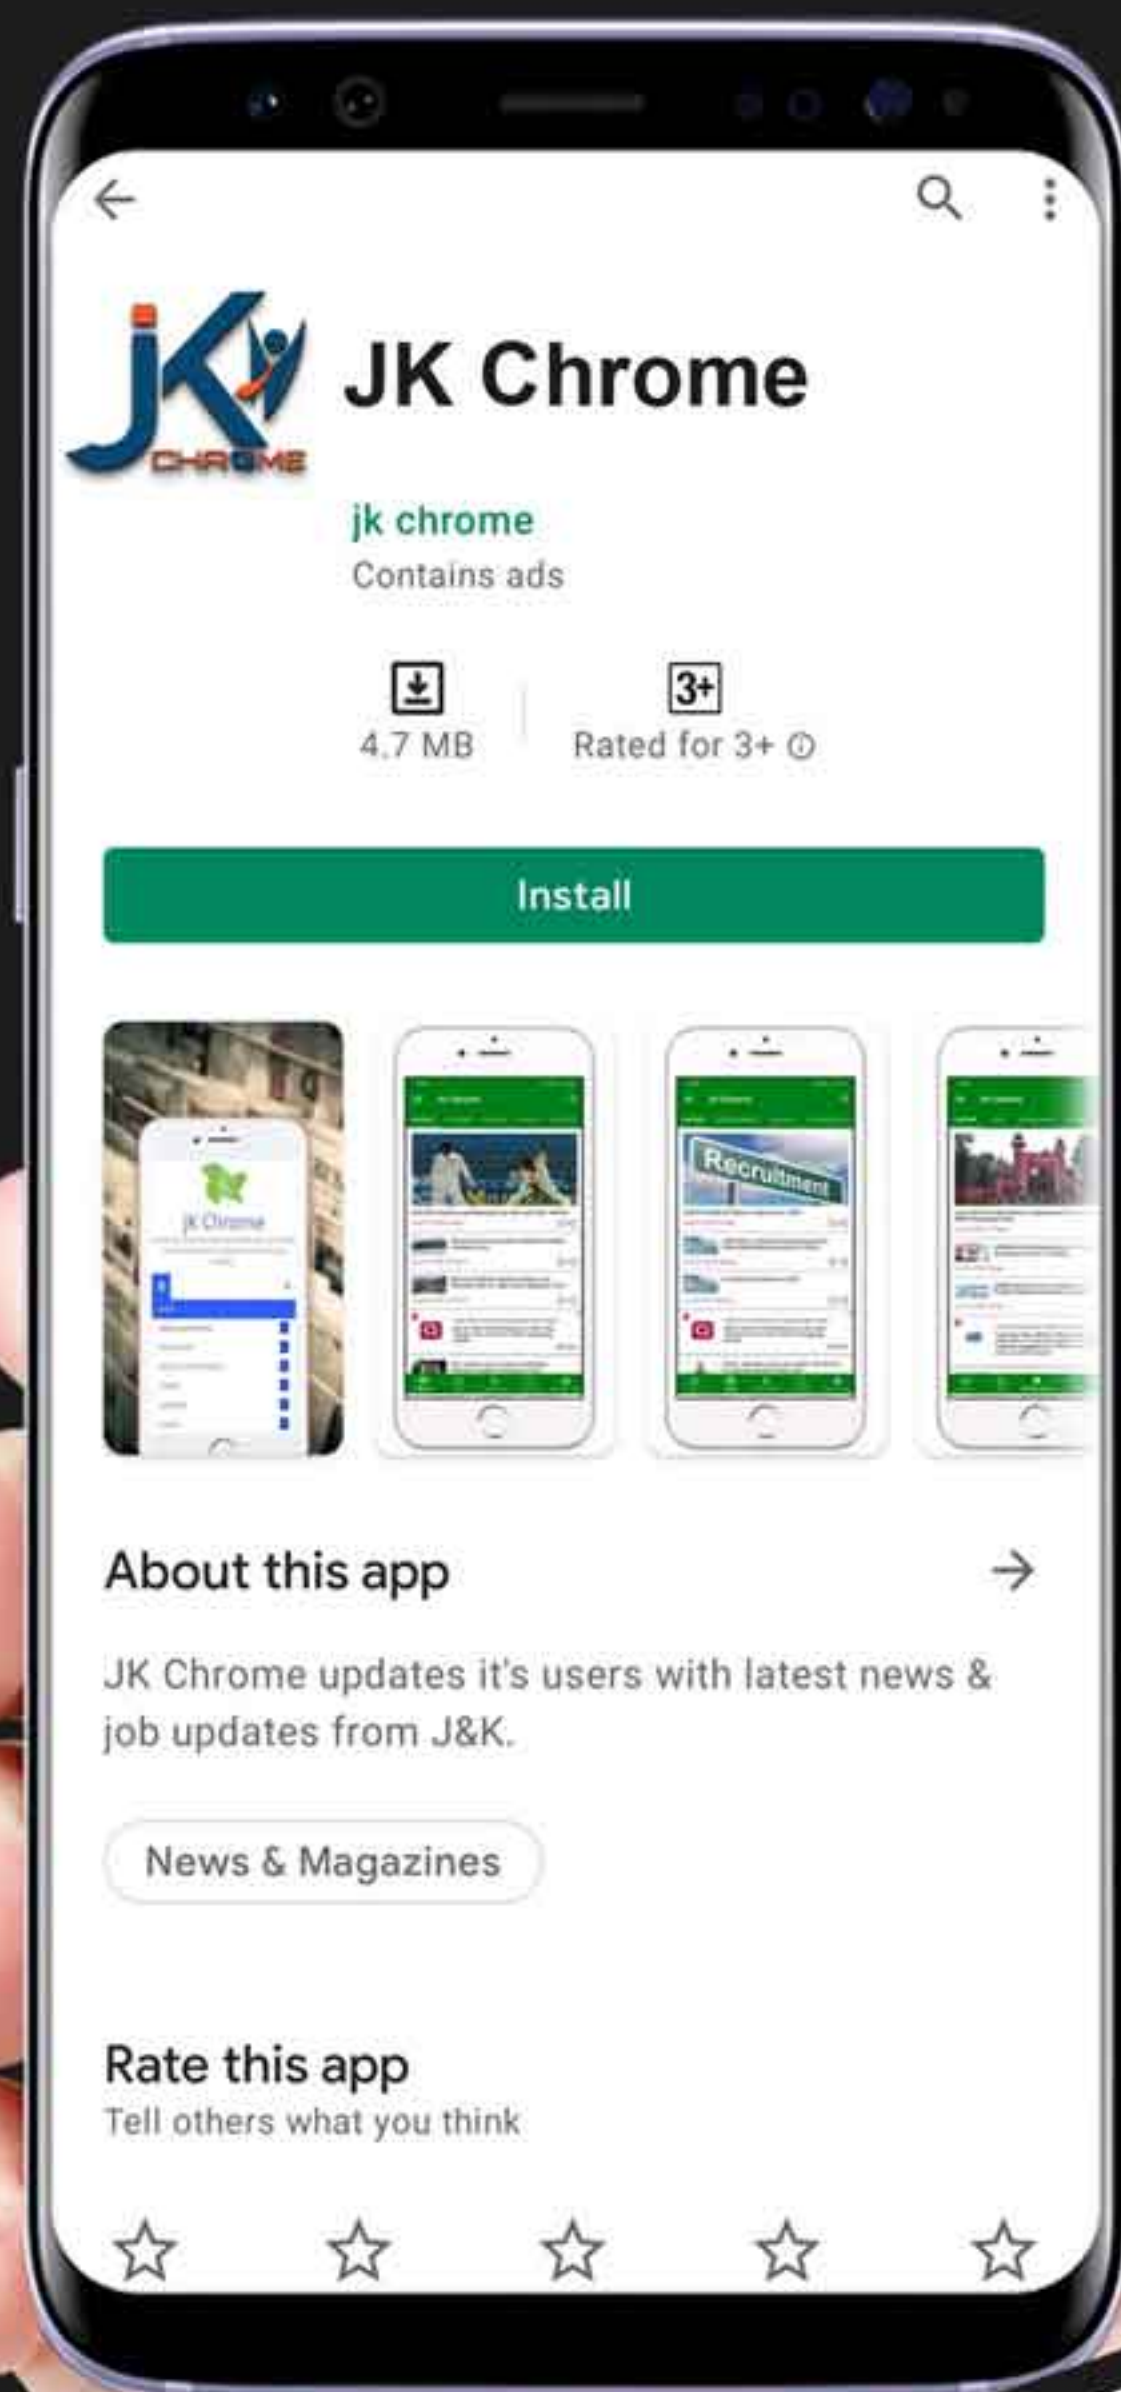 jK
CHROME
JK Chrome
jk chrome
Contains ads
3+
4.7 MB
Rated for 3+
Install
JK Chrome
Recruitment
About this app
JK Chrome updates it's users with latest news &
job updates from J&K.
News & Magazines
Rate this app
Tell others what you think